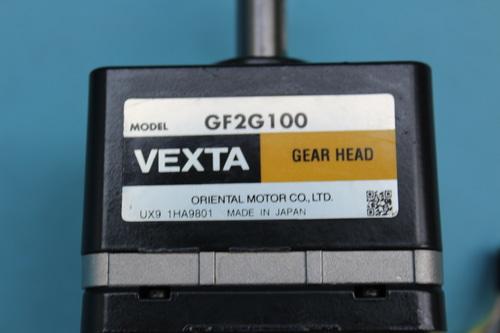 MODEL GF2G100
VEXTA GEAR HEAD
ORIENTAL MOTOR CO., LTD.
UX9 1HA9801 MADE IN JAPAN